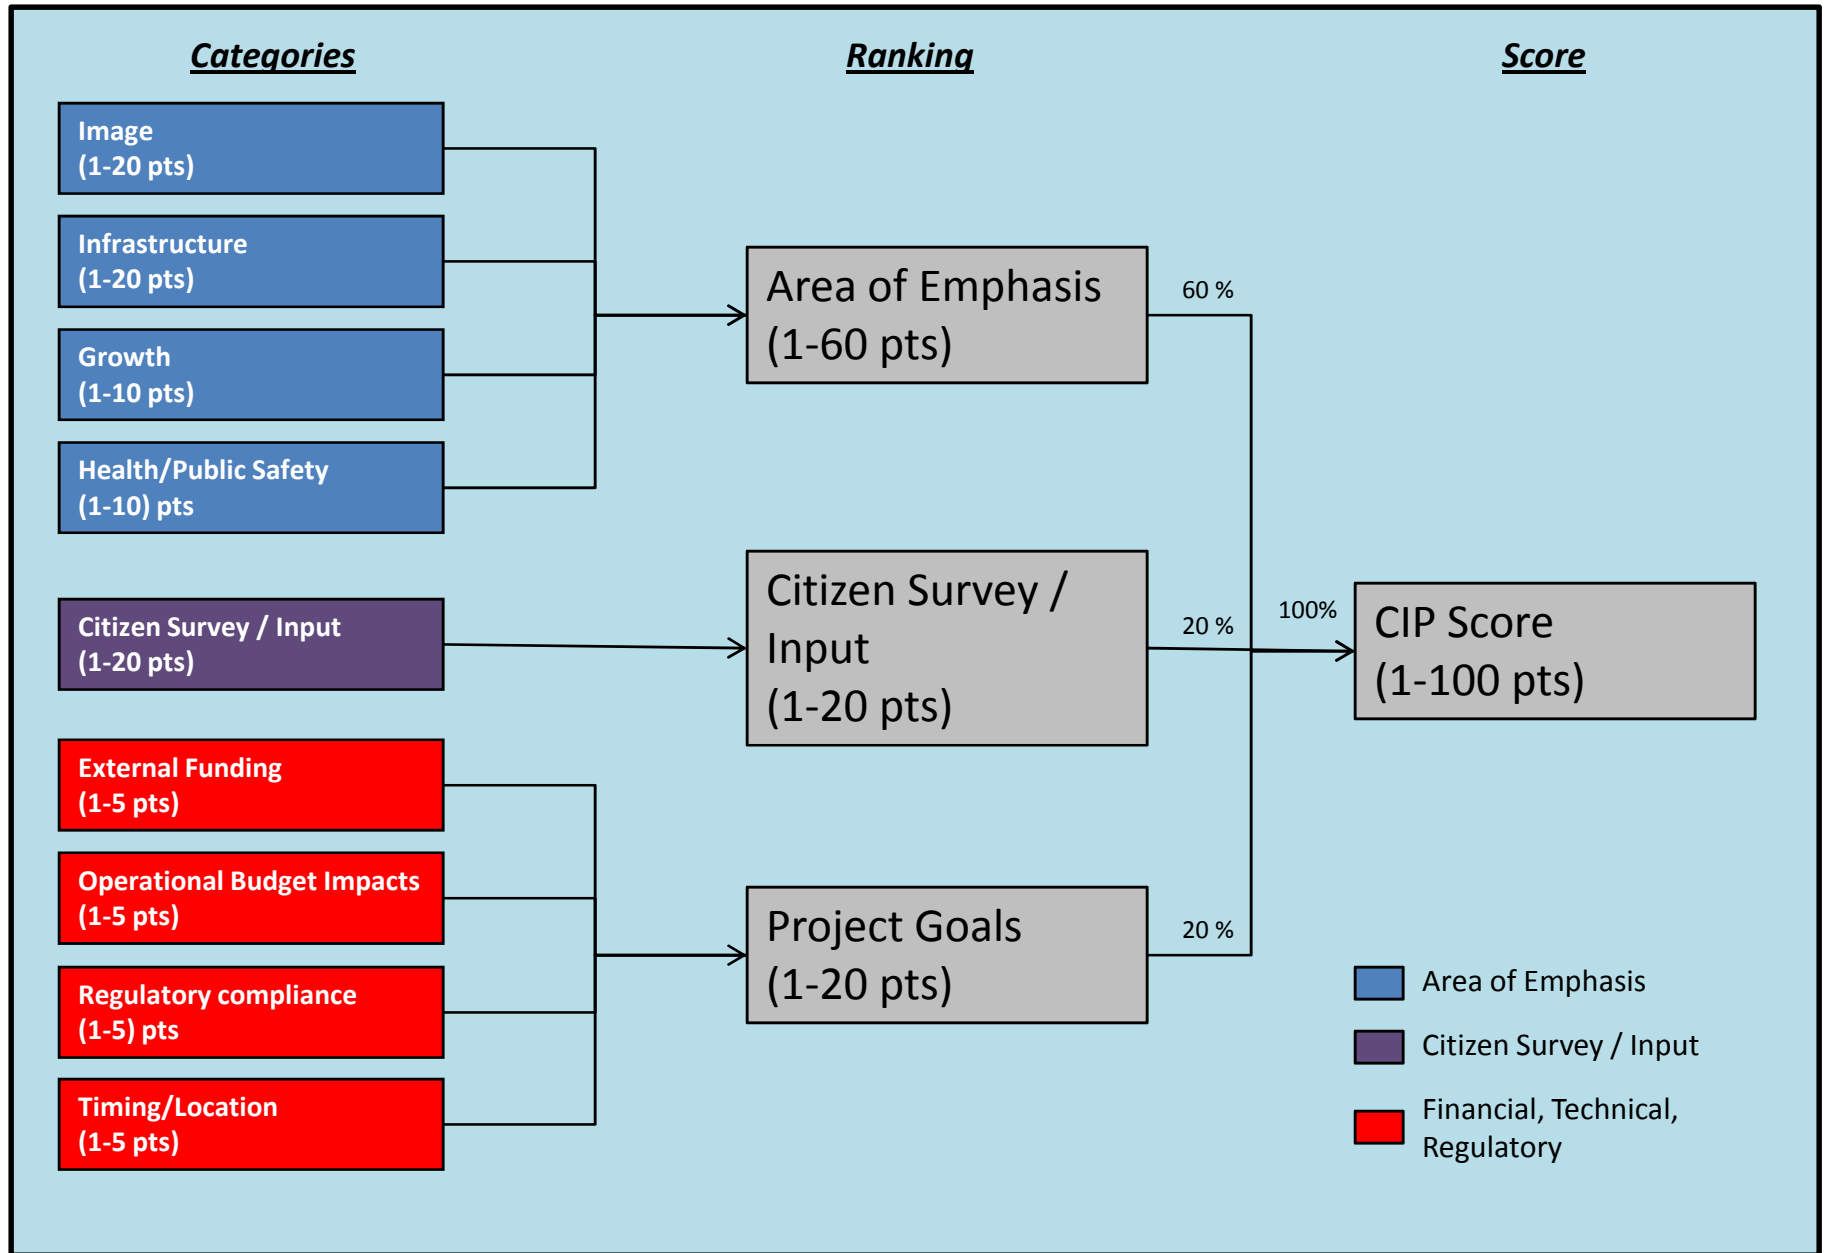 Categories
Ranking
Score
Image
(1-20 pts)
Infrastructure
(1-20 pts)
Growth
(1-10 pts)
Health/Public Safety
(1-10) pts
Citizen Survey / Input
(1-20 pts)
External Funding
(1-5 pts)
Operational Budget Impacts
(1-5 pts)
Regulatory compliance
(1-5) pts
Timing/Location
(1-5 pts)
Area of Emphasis
(1-60 pts)
60 %
Citizen Survey /
Input
(1-20 pts)
20 %
Project Goals
(1-20 pts)
20 %
100%
CIP Score
(1-100 pts)
Area of Emphasis
Citizen Survey / Input
Financial, Technical,
Regulatory